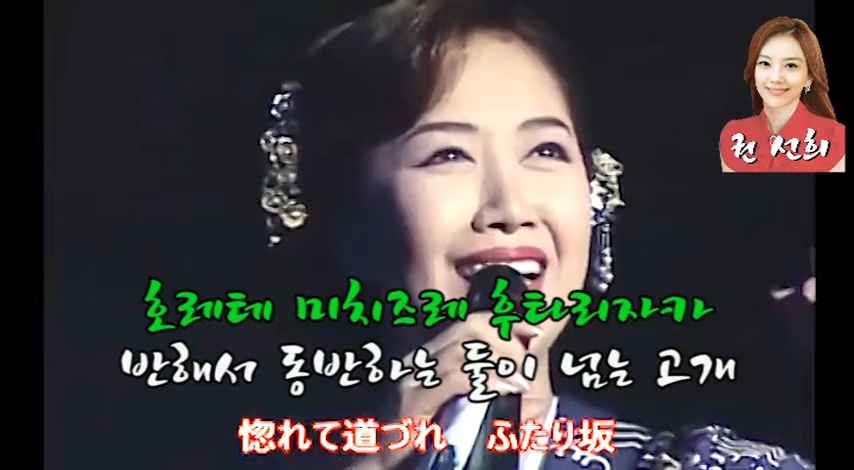 권 선희
호레테 미치즈레 후타리자카
반해서 동반하는 둘이 넘는 고개
惚れて道づれ ふたり坂